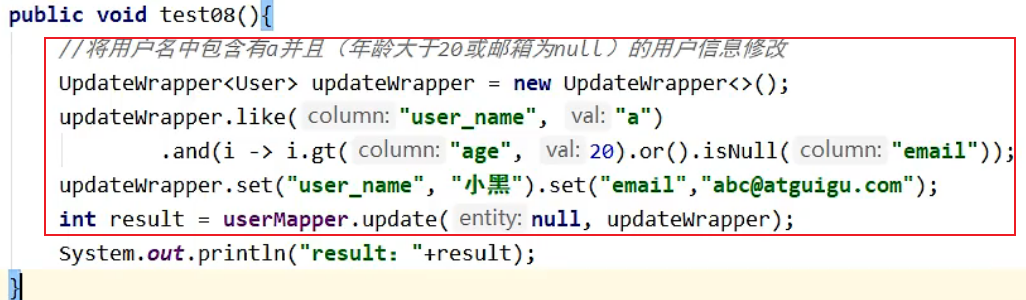 public void test08(){
//将用户名中包含有a并且（年龄大于20或邮箱为null）的用户信息修改
UpdateWrapper<User> updateWrapper = new UpdateWrapper<>();
updateWrapper.like( column: "user_name", val: "a")
.and(i -> i.gt( column: "age", val: 20).or().isNull( column: "email"));
updateWrapper.set("user_name", "小黑").set("email","abc@atguigu.com");
int result = userMapper.update( entity: null, updateWrapper);
System.out.println("result："+result);
}